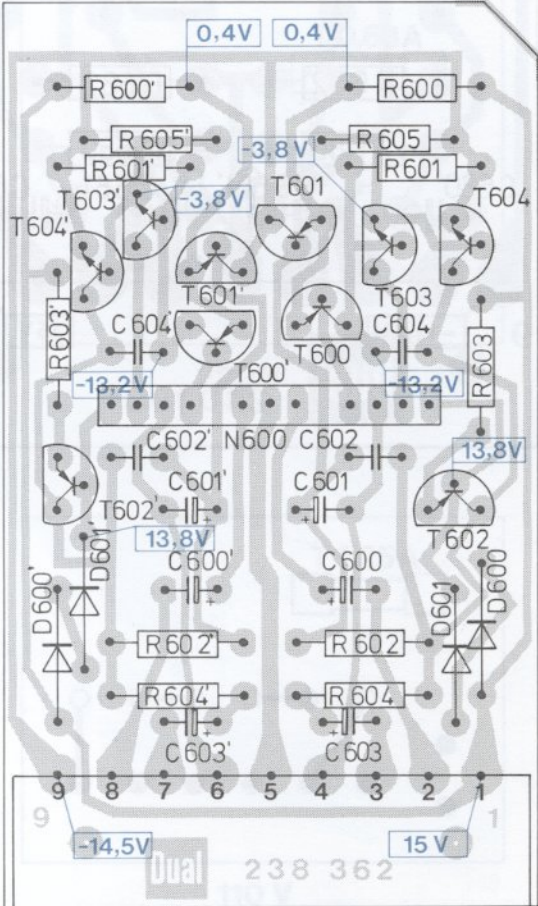 0,4V 0,4V
R600' R600
R605' R605
-3,8V
R601' R601
T603' -3,8V T601 T604
T604'
T601' T603
R603' C604' T600 C604 R603
T600'
-13,2V -13,2V
C602' N600 C602 13,8V
C601' C601
T602' T602
D601' 13,8V
D600' C600' C600 D601 D600
R602' R602
R604' R604
C603' C603
9 8 7 6 5 4 3 2 1
9 1
-14,5V 15V
Dual 238 362